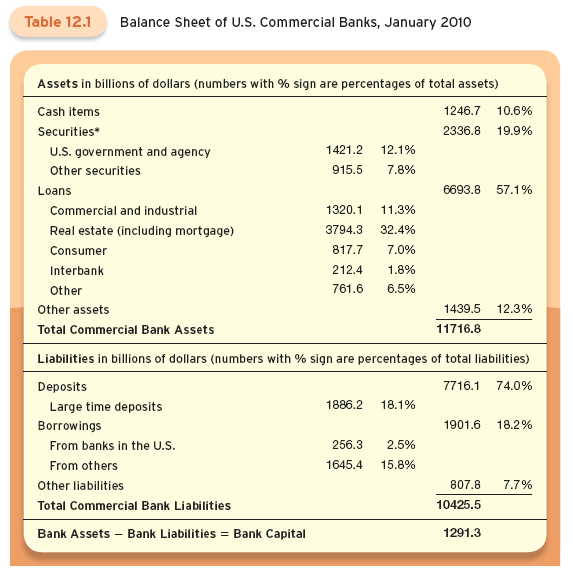 Table 12.1 Balance Sheet of U.S. Commercial Banks, January 2010
Assets in billions of dollars (numbers with % sign are percentages of total assets)
Cash items 1246.7 10.6%
Securities* 2336.8 19.9%
U.S. government and agency 1421.2 12.1%
Other securities 915.5 7.8%
Loans 6693.8 57.1%
Commercial and industrial 1320.1 11.3%
Real estate (including mortgage) 3794.3 32.4%
Consumer 817.7 7.0%
Interbank 212.4 1.8%
Other 761.6 6.5%
Other assets 1439.5 12.3%
Total Commercial Bank Assets 11716.8
Liabilities in billions of dollars (numbers with % sign are percentages of total liabilities)
Deposits 7716.1 74.0%
Large time deposits 1886.2 18.1%
Borrowings 1901.6 18.2%
From banks in the U.S. 256.3 2.5%
From others 1645.4 15.8%
Other liabilities 807.8 7.7%
Total Commercial Bank Liabilities 10425.5
Bank Assets − Bank Liabilities = Bank Capital 1291.3